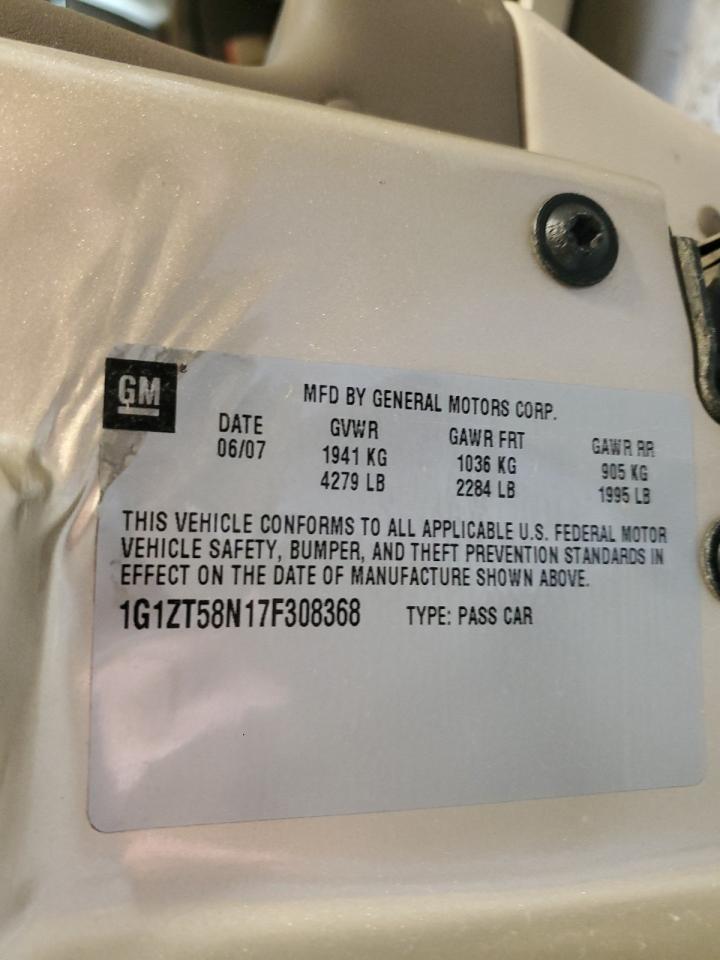 GM
MFD BY GENERAL MOTORS CORP.
DATE GVWR GAWR FRT GAWR RR
06/07 1941 KG 1036 KG 905 KG
4279 LB 2284 LB 1995 LB
THIS VEHICLE CONFORMS TO ALL APPLICABLE U.S. FEDERAL MOTOR
VEHICLE SAFETY, BUMPER, AND THEFT PREVENTION STANDARDS IN
EFFECT ON THE DATE OF MANUFACTURE SHOWN ABOVE.
1G1ZT58N17F308368 TYPE: PASS CAR